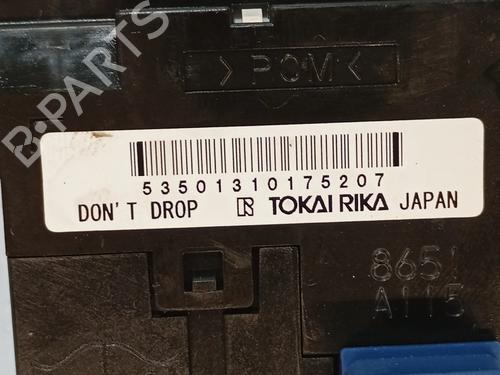 >POM<
53501310175207
DON'T DROP TOKAI RIKA JAPAN
8651
A115
B-PARTS